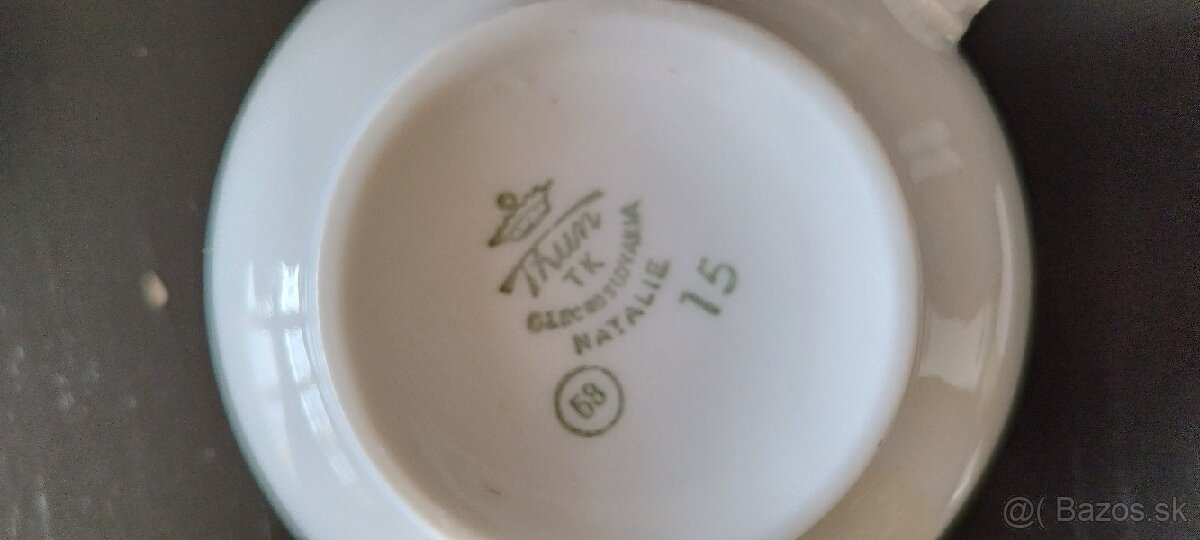 Thun
TK
CZECHOSLOVAKIA
NATALIE
15
68
@( Bazos.sk